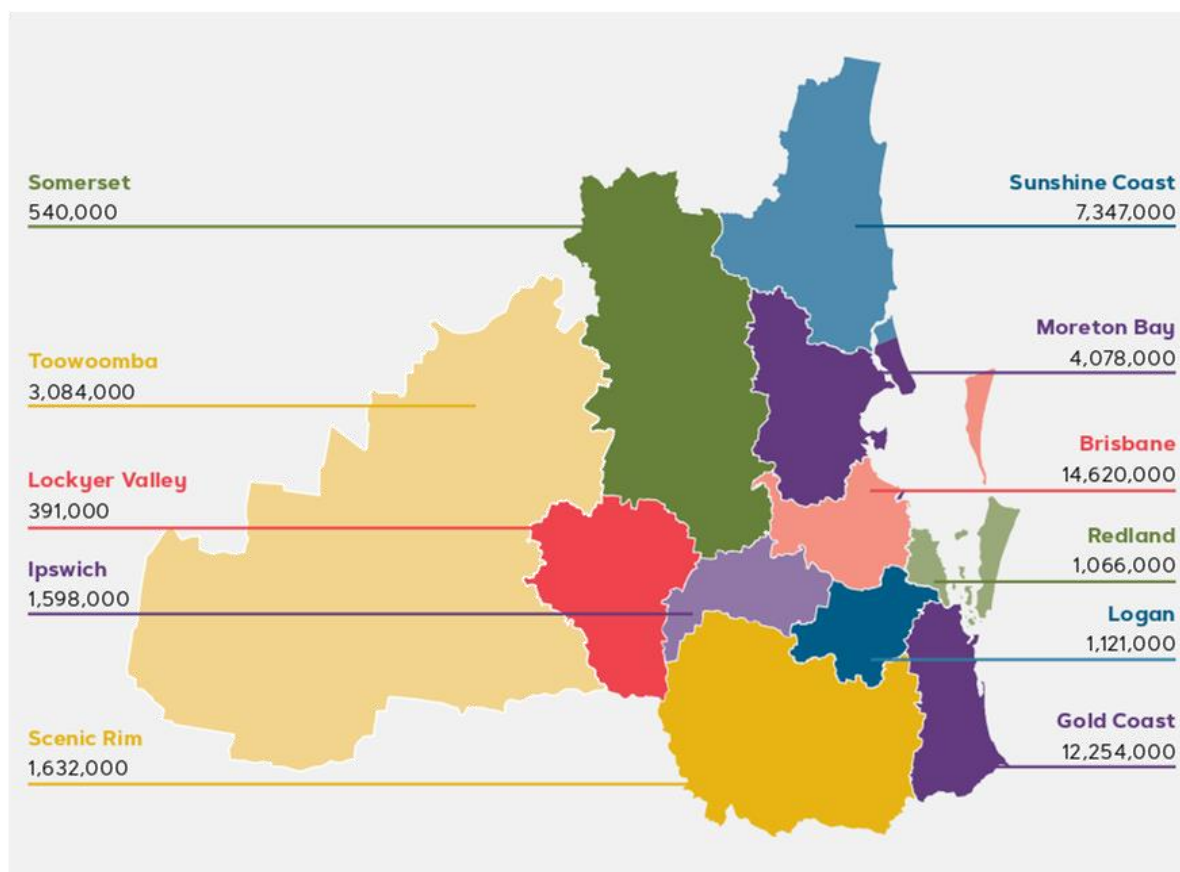 Somerset
540,000
Toowoomba
3,084,000
Lockyer Valley
391,000
Ipswich
1,598,000
Scenic Rim
1,632,000
Sunshine Coast
7,347,000
Moreton Bay
4,078,000
Brisbane
14,620,000
Redland
1,066,000
Logan
1,121,000
Gold Coast
12,254,000